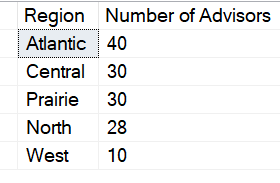 Region Number of Advisors
Atlantic 40
Central 30
Prairie 30
North 28
West 10